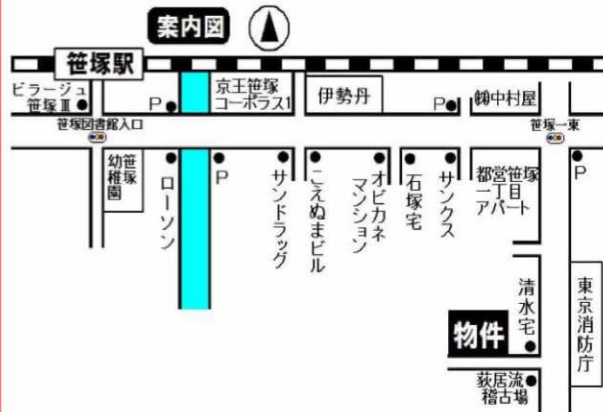 案内図
笹塚駅
ビラージュ
笹塚Ⅲ
P
京王笹塚
コーポラス1
伊勢丹
P
㈱中村屋
笹塚図書館入口
笹塚一東
笹塚
幼稚園
ローソン
P
サンドラッグ
こえぬまビル
オビカネ
マンション
石塚宅
サンクス
都営笹塚
一丁目
アパート
P
清水宅
東京消防庁
物件
荻居流
稽古場